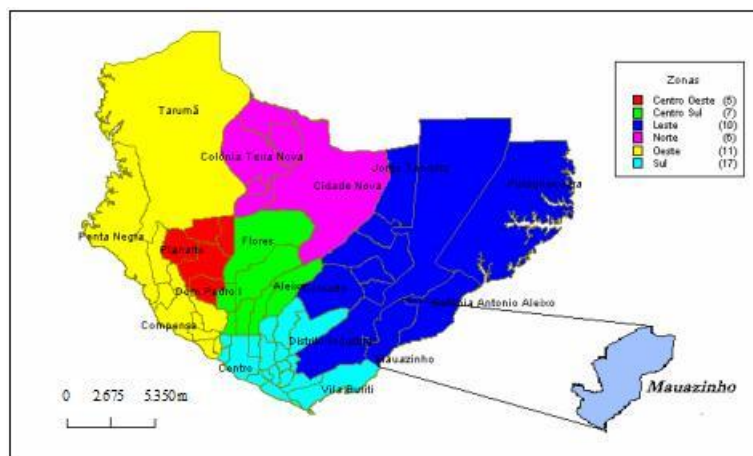 Zonas
Centro Oeste (5)
Centro Sul (7)
Leste (10)
Norte (6)
Oeste (11)
Sul (17)
Tarumã
Colônia Terra Nova
Cidade Nova
Ponta Negra
Planalto
Flores
Dom Pedro I
Aleixo
Compensa
Antonio Aleixo
Centro
Mauazinho
Vila Buriti
Mauazinho
0 2.675 5.350 m